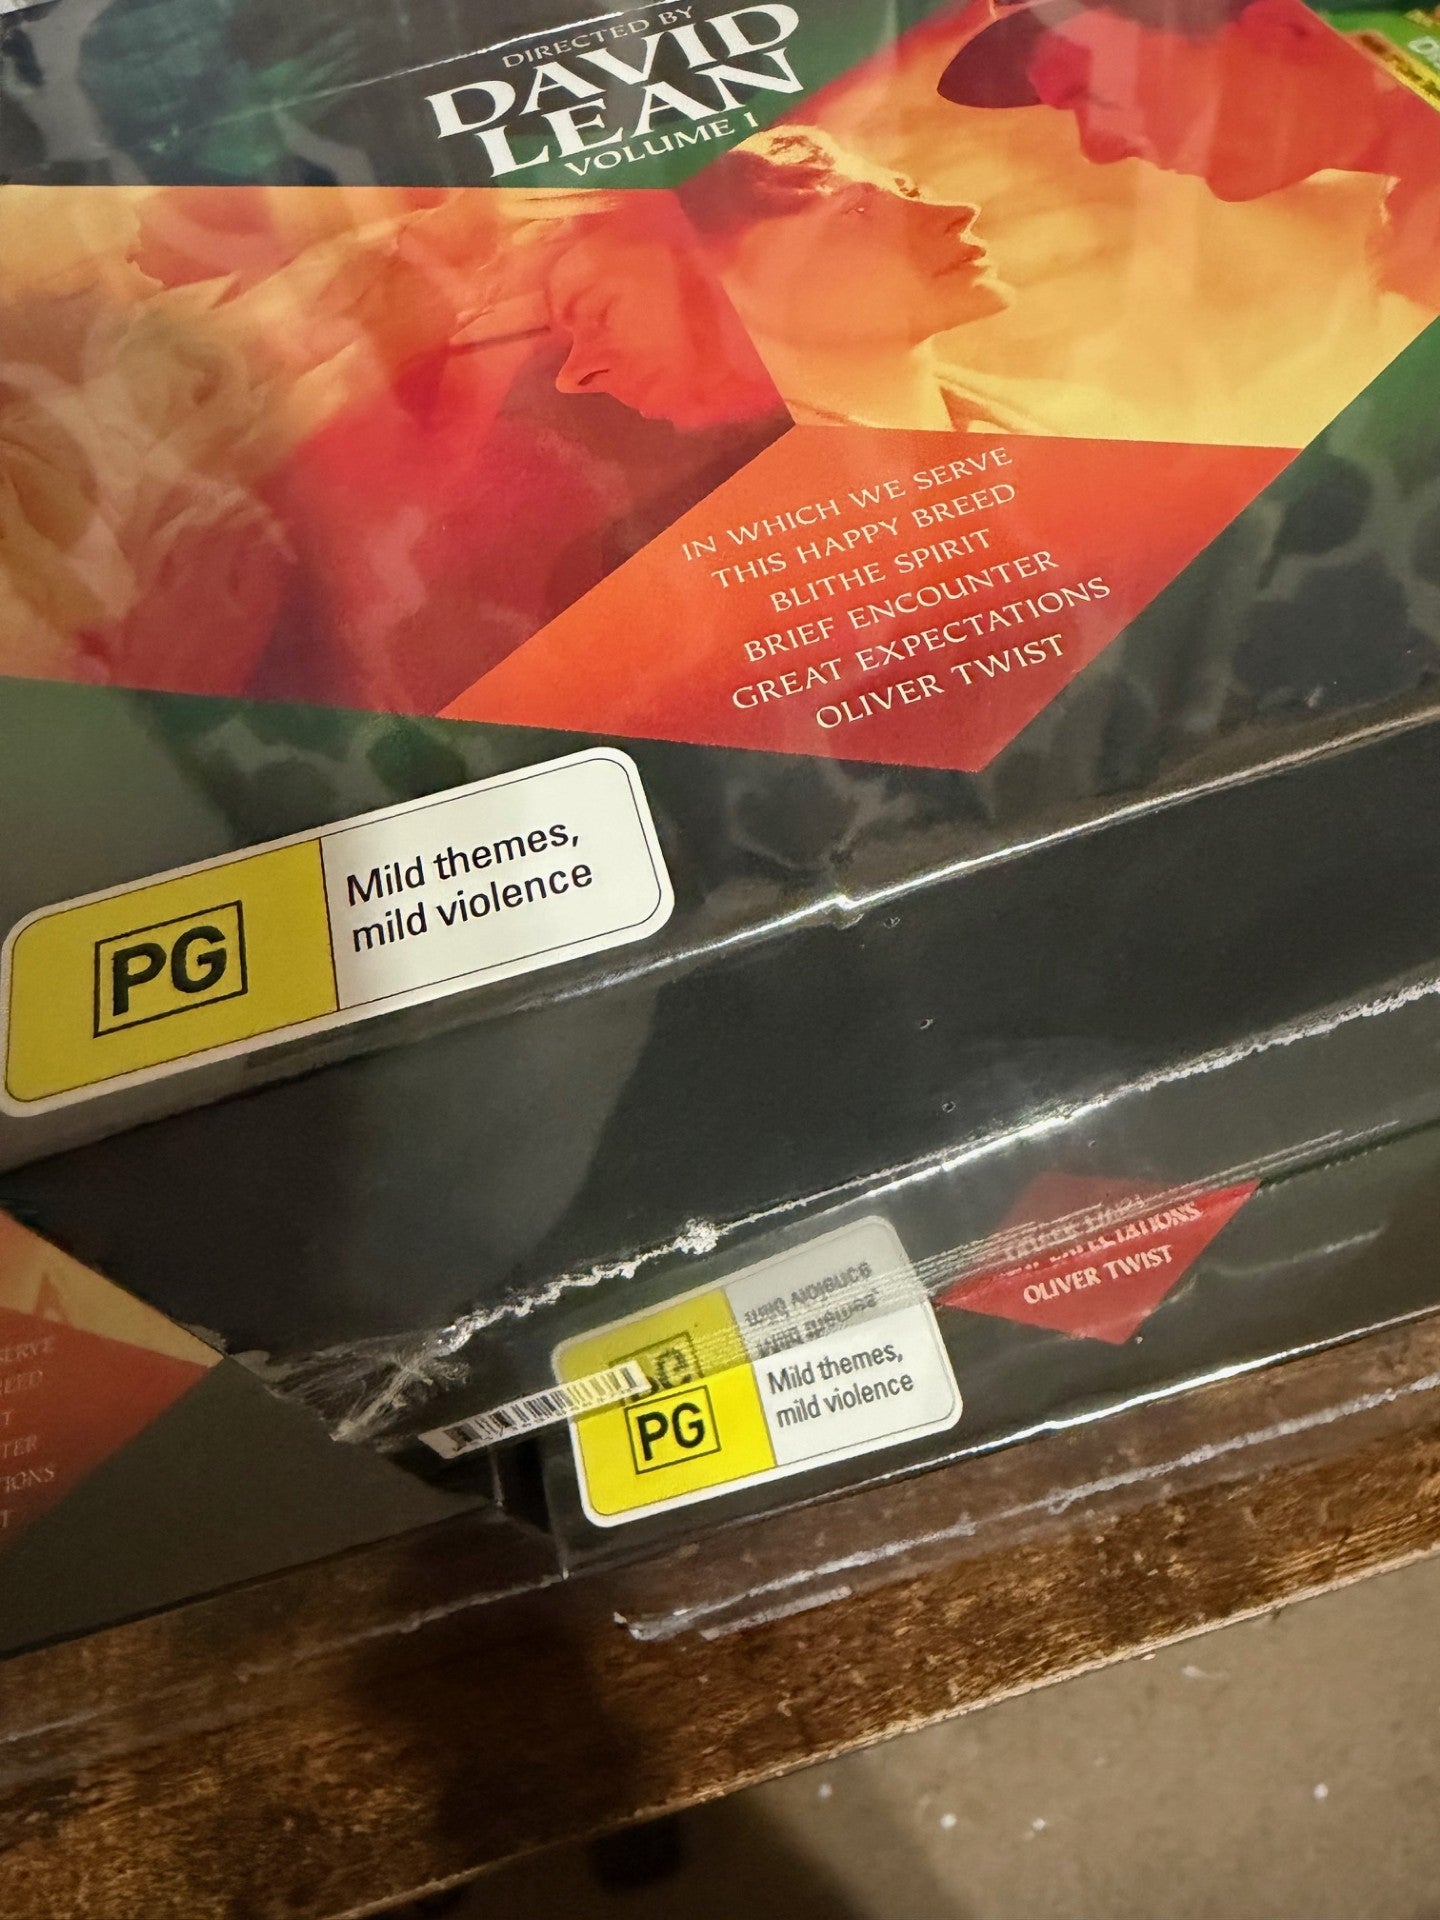 DIRECTED BY
DAVID
LEAN
VOLUME I
IN WHICH WE SERVE
THIS HAPPY BREED
BLITHE SPIRIT
BRIEF ENCOUNTER
GREAT EXPECTATIONS
OLIVER TWIST
PG
Mild themes,
mild violence
OLIVER TWIST
PG
Mild themes,
mild violence